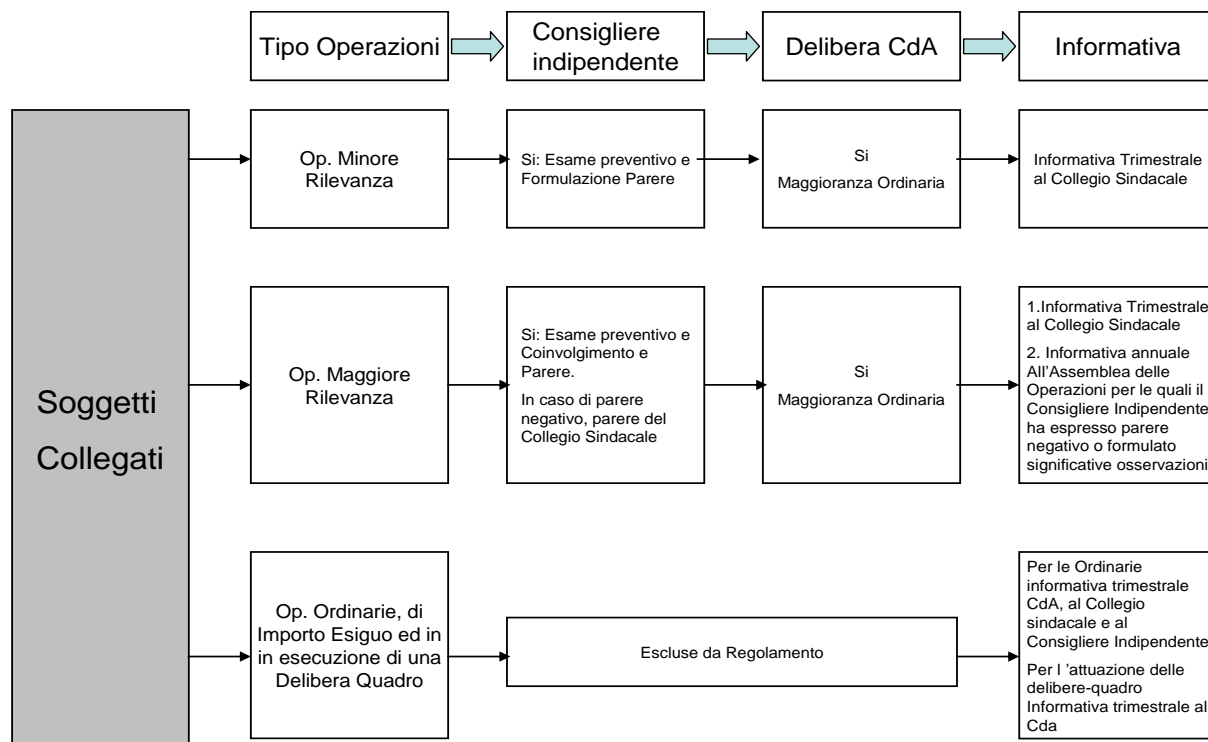 Tipo Operazioni
Consigliere
indipendente
Delibera CdA
Informativa
Soggetti
Collegati
Op. Minore
Rilevanza
Si: Esame preventivo e
Formulazione Parere
Si
Maggioranza Ordinaria
Informativa Trimestrale
al Collegio Sindacale
Op. Maggiore
Rilevanza
Si: Esame preventivo e
Coinvolgimento e
Parere.
In caso di parere
negativo, parere del
Collegio Sindacale
Si
Maggioranza Ordinaria
1.Informativa Trimestrale
al Collegio Sindacale
2. Informativa annuale
All'Assemblea delle
Operazioni per le quali il
Consigliere Indipendente
ha espresso parere
negativo o formulato
significative osservazioni
Op. Ordinarie, di
Importo Esiguo ed in
in esecuzione di una
Delibera Quadro
Escluse da Regolamento
Per le Ordinarie
informativa trimestrale
CdA, al Collegio
sindacale e al
Consigliere Indipendente
Per l 'attuazione delle
delibere-quadro
Informativa trimestrale al
Cda